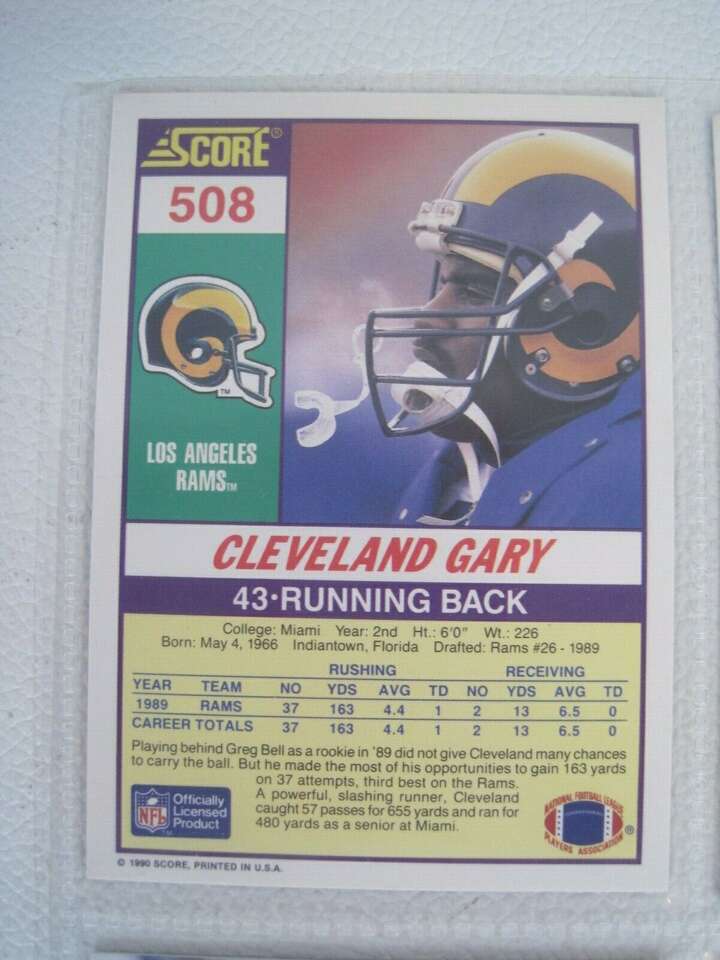 SCORE®
508
LOS ANGELES
RAMS™
TM
CLEVELAND GARY
43•RUNNING BACK
College: Miami Year: 2nd Ht.: 6'0" Wt.: 226
Born: May 4, 1966 Indiantown, Florida Drafted: Rams #26 - 1989
RUSHING RECEIVING
YEAR TEAM NO YDS AVG TD NO YDS AVG TD
1989 RAMS 37 163 4.4 1 2 13 6.5 0
CAREER TOTALS 37 163 4.4 1 2 13 6.5 0
Playing behind Greg Bell as a rookie in '89 did not give Cleveland many chances
to carry the ball. But he made the most of his opportunities to gain 163 yards
on 37 attempts, third best on the Rams.
A powerful, slashing runner, Cleveland
caught 57 passes for 655 yards and ran for
480 yards as a senior at Miami.
NFL
Officially
Licensed
Product
NATIONAL FOOTBALL LEAGUE
PLAYERS ASSOCIATION
®
© 1990 SCORE, PRINTED IN U.S.A.